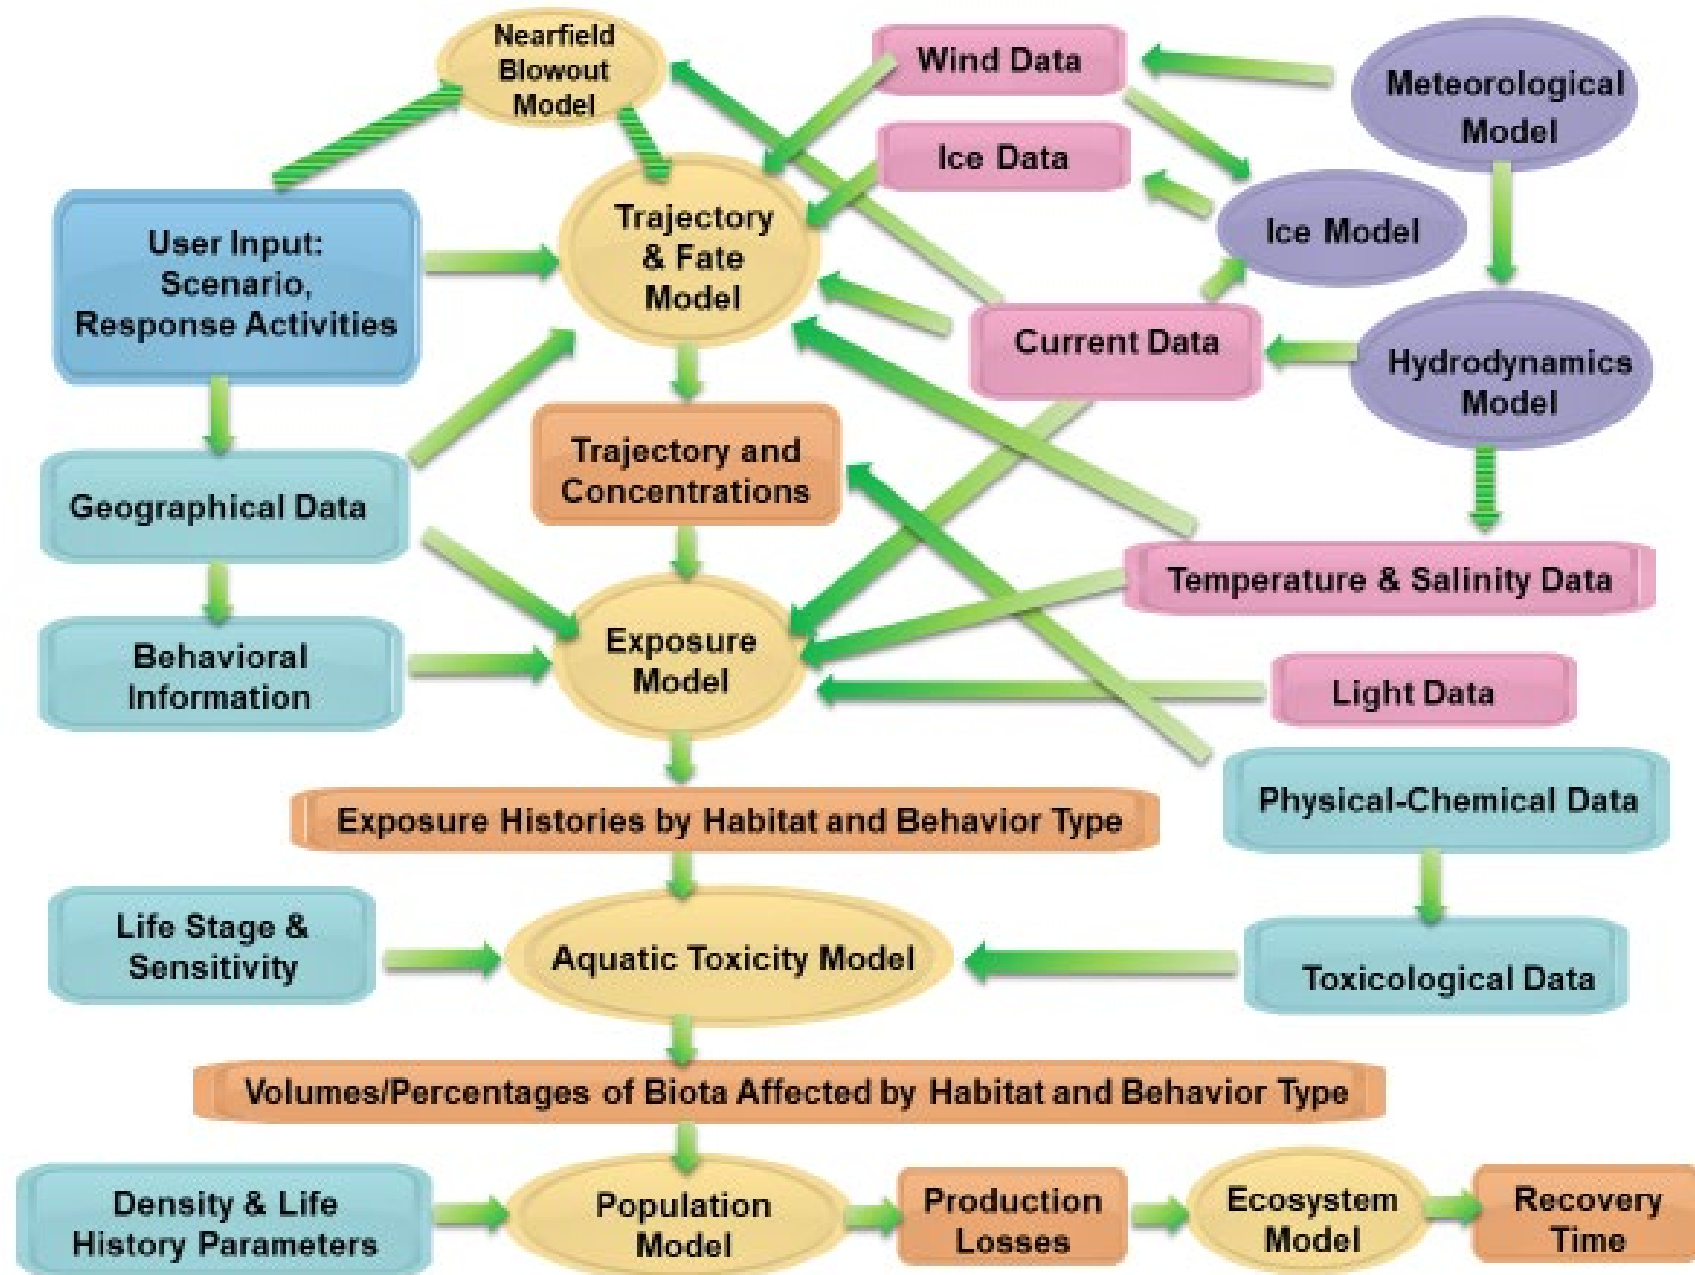 Nearfield
Blowout
Model
Wind Data
Meteorological
Model
Ice Data
Trajectory
& Fate
Model
Ice Model
User Input:
Scenario,
Response Activities
Current Data
Hydrodynamics
Model
Trajectory and
Concentrations
Geographical Data
Temperature & Salinity Data
Behavioral
Information
Exposure
Model
Light Data
Physical-Chemical Data
Exposure Histories by Habitat and Behavior Type
Life Stage &
Sensitivity
Aquatic Toxicity Model
Toxicological Data
Volumes/Percentages of Biota Affected by Habitat and Behavior Type
Density & Life
History Parameters
Population
Model
Production
Losses
Ecosystem
Model
Recovery
Time